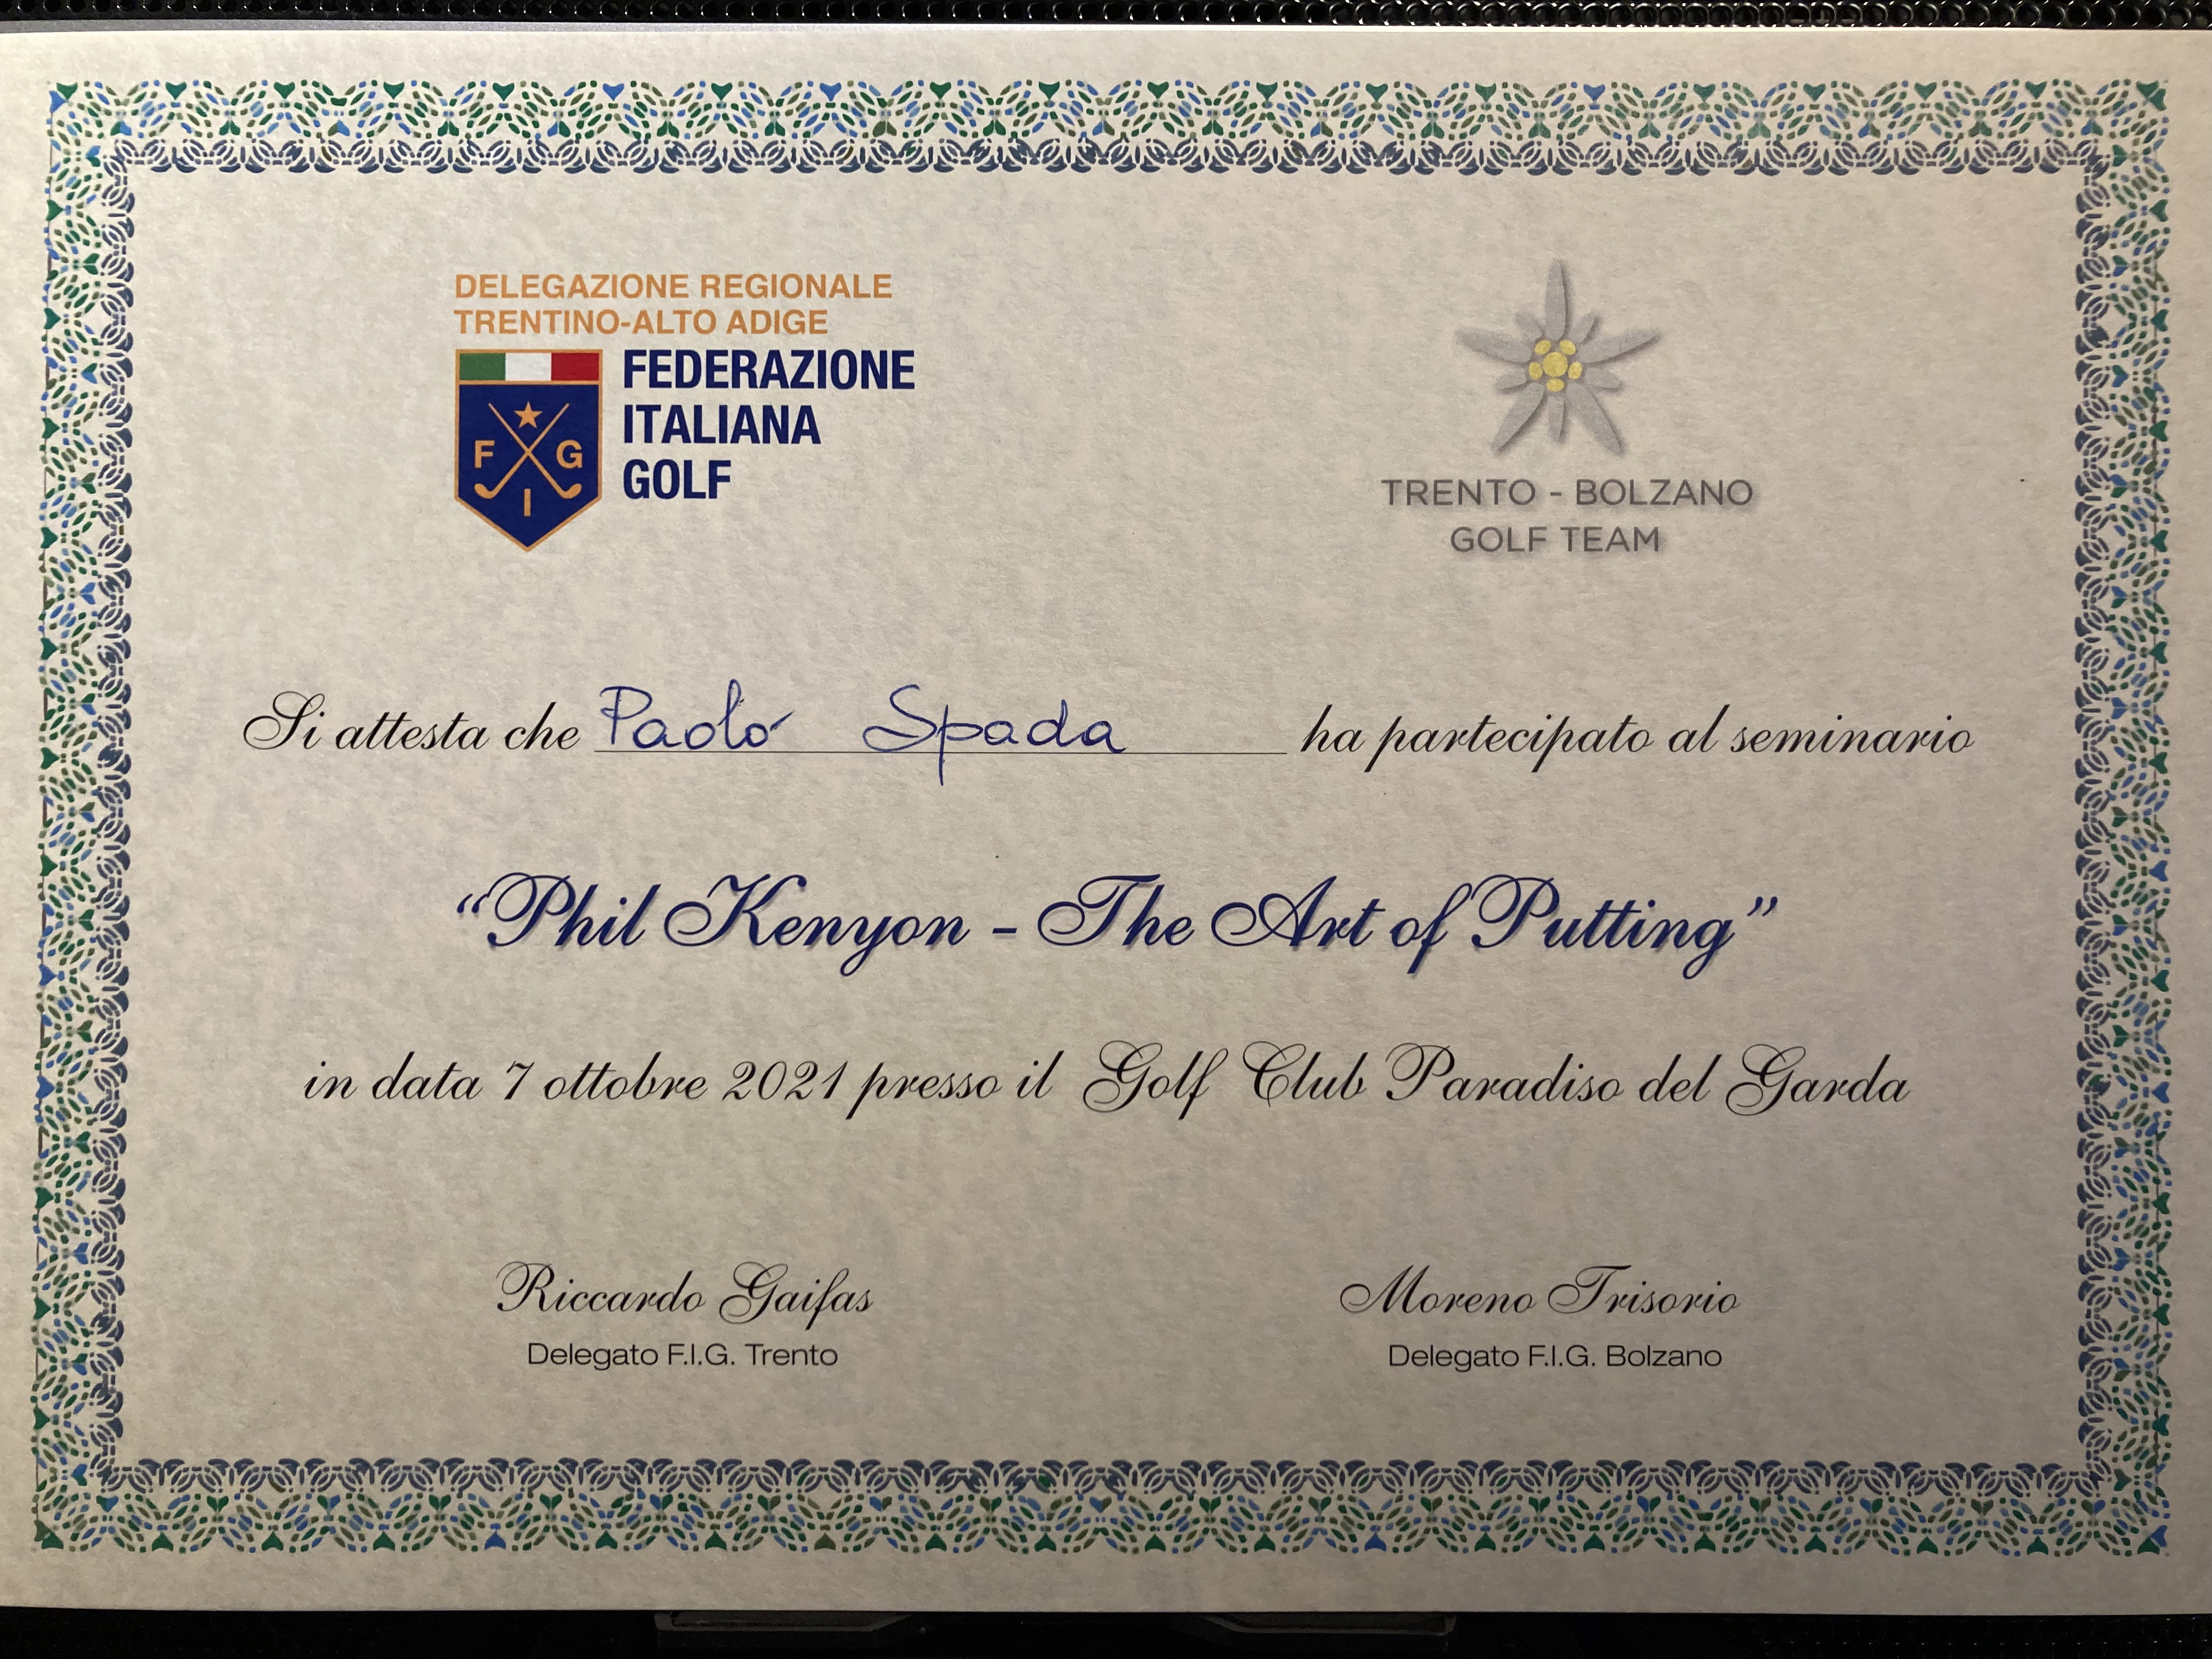 DELEGAZIONE REGIONALE
TRENTINO-ALTO ADIGE
FEDERAZIONE
ITALIANA
GOLF
F G
I
TRENTO - BOLZANO
GOLF TEAM
Si attesta che Paolo Spada ha partecipato al seminario
“Phil Kenyon - The Art of Putting”
in data 7 ottobre 2021 presso il Golf Club Paradiso del Garda
Riccardo Gaifas
Delegato F.I.G. Trento
Moreno Trisorio
Delegato F.I.G. Bolzano